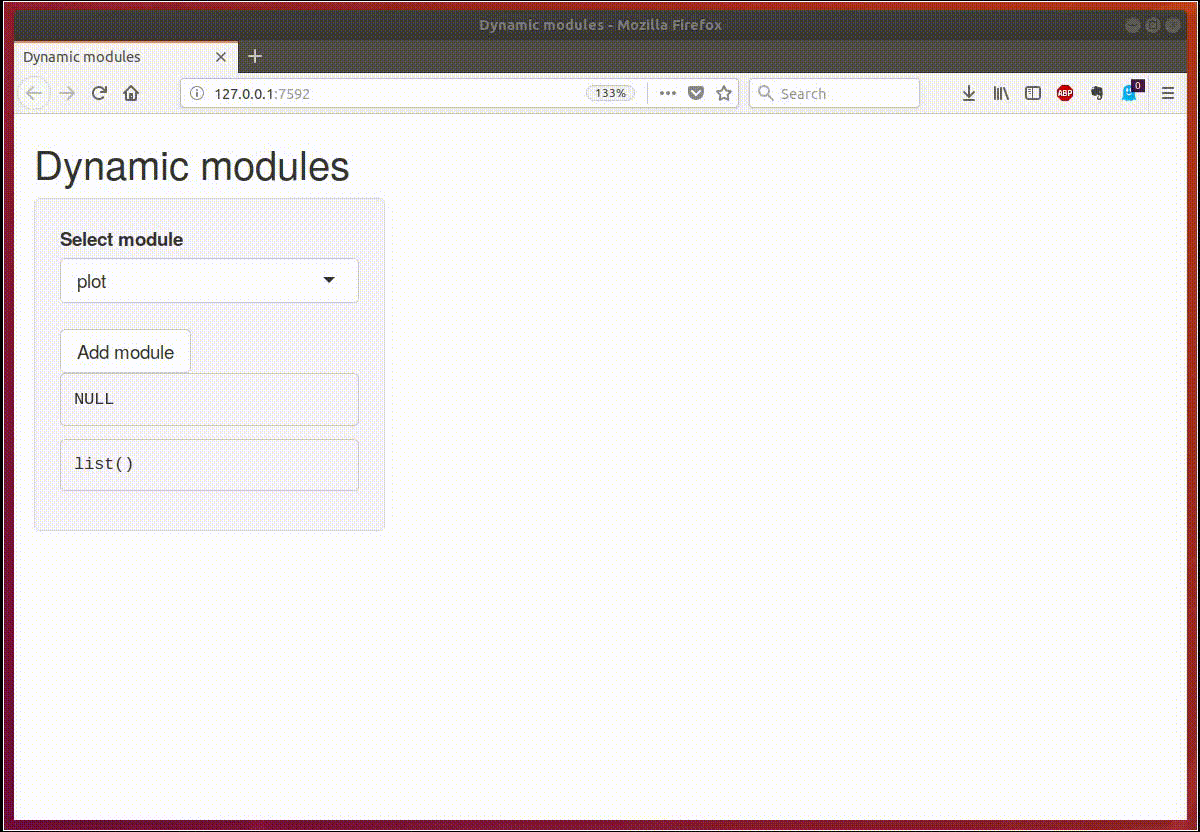 Dynamic modules - Mozilla Firefox
Dynamic modules
127.0.0.1:7592
133%
Search
ABP
0
Dynamic modules
Select module
plot
Add module
NULL
list()